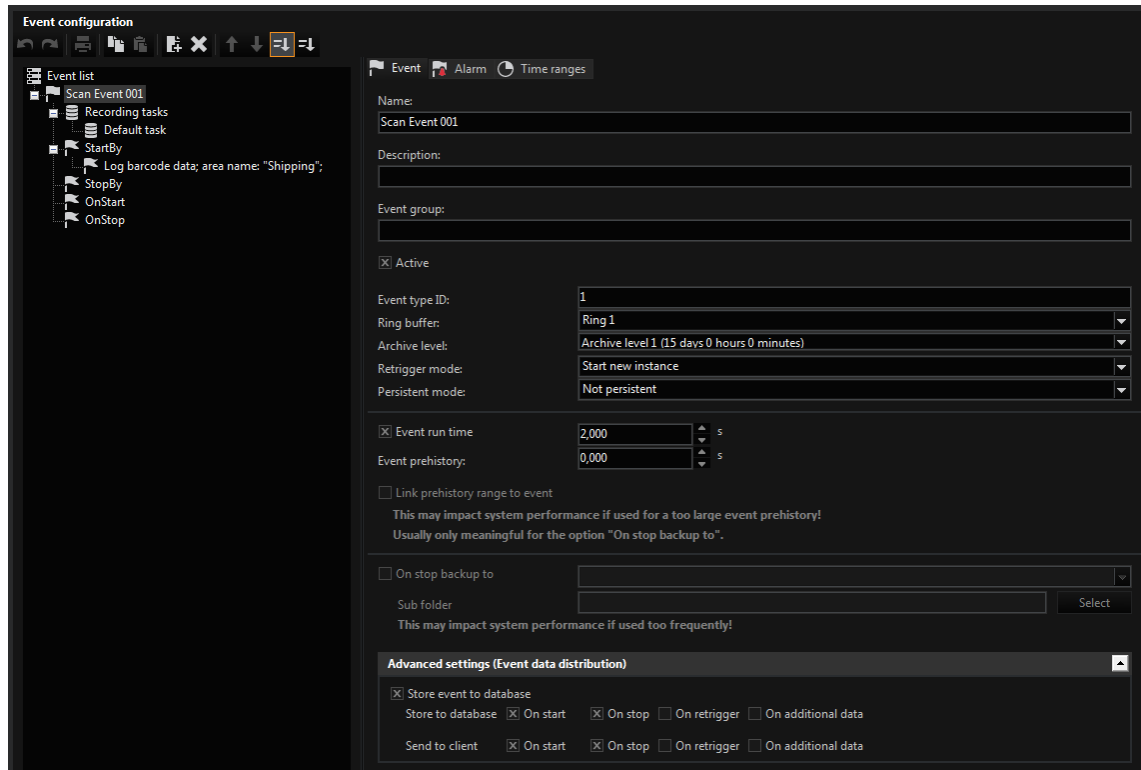 Event configuration
Event list
Scan Event 001
Recording tasks
Default task
StartBy
Log barcode data; area name: "Shipping";
StopBy
OnStart
OnStop
Event Alarm Time ranges
Name:
Scan Event 001
Description:
Event group:
Active
Event type ID: 1
Ring buffer: Ring 1
Archive level: Archive level 1 (15 days 0 hours 0 minutes)
Retrigger mode: Start new instance
Persistent mode: Not persistent
Event run time 2,000 s
Event prehistory: 0,000 s
Link prehistory range to event
This may impact system performance if used for a too large event prehistory!
Usually only meaningful for the option "On stop backup to".
On stop backup to
Sub folder Select
This may impact system performance if used too frequently!
Advanced settings (Event data distribution)
Store event to database
Store to database On start On stop On retrigger On additional data
Send to client On start On stop On retrigger On additional data